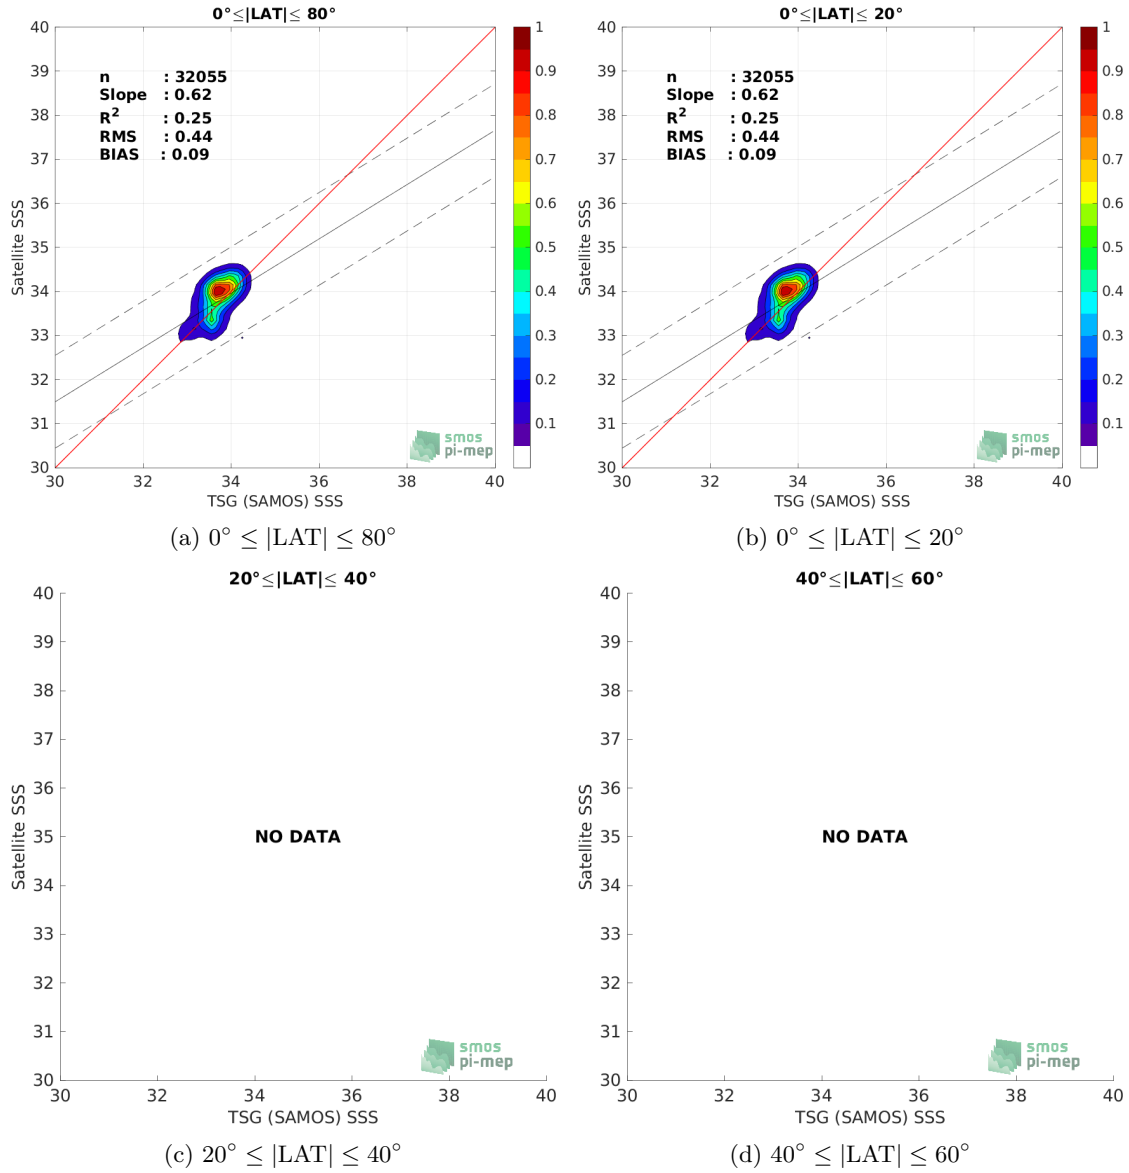 0°≤|LAT|≤ 80°
n : 32055
Slope : 0.62
R² : 0.25
RMS : 0.44
BIAS : 0.09
40
39
38
37
36
35
34
33
32
31
30
Satellite SSS
30 32 34 36 38 40
TSG (SAMOS) SSS
1
0.9
0.8
0.7
0.6
0.5
0.4
0.3
0.2
0.1
smos
pi-mep
(a) 0° ≤ |LAT| ≤ 80°
0°≤|LAT|≤ 20°
n : 32055
Slope : 0.62
R² : 0.25
RMS : 0.44
BIAS : 0.09
40
39
38
37
36
35
34
33
32
31
30
Satellite SSS
30 32 34 36 38 40
TSG (SAMOS) SSS
1
0.9
0.8
0.7
0.6
0.5
0.4
0.3
0.2
0.1
smos
pi-mep
(b) 0° ≤ |LAT| ≤ 20°
20°≤|LAT|≤ 40°
40
39
38
37
36
35
34
33
32
31
30
Satellite SSS
NO DATA
30 32 34 36 38 40
TSG (SAMOS) SSS
smos
pi-mep
(c) 20° ≤ |LAT| ≤ 40°
40°≤|LAT|≤ 60°
40
39
38
37
36
35
34
33
32
31
30
Satellite SSS
NO DATA
30 32 34 36 38 40
TSG (SAMOS) SSS
smos
pi-mep
(d) 40° ≤ |LAT| ≤ 60°